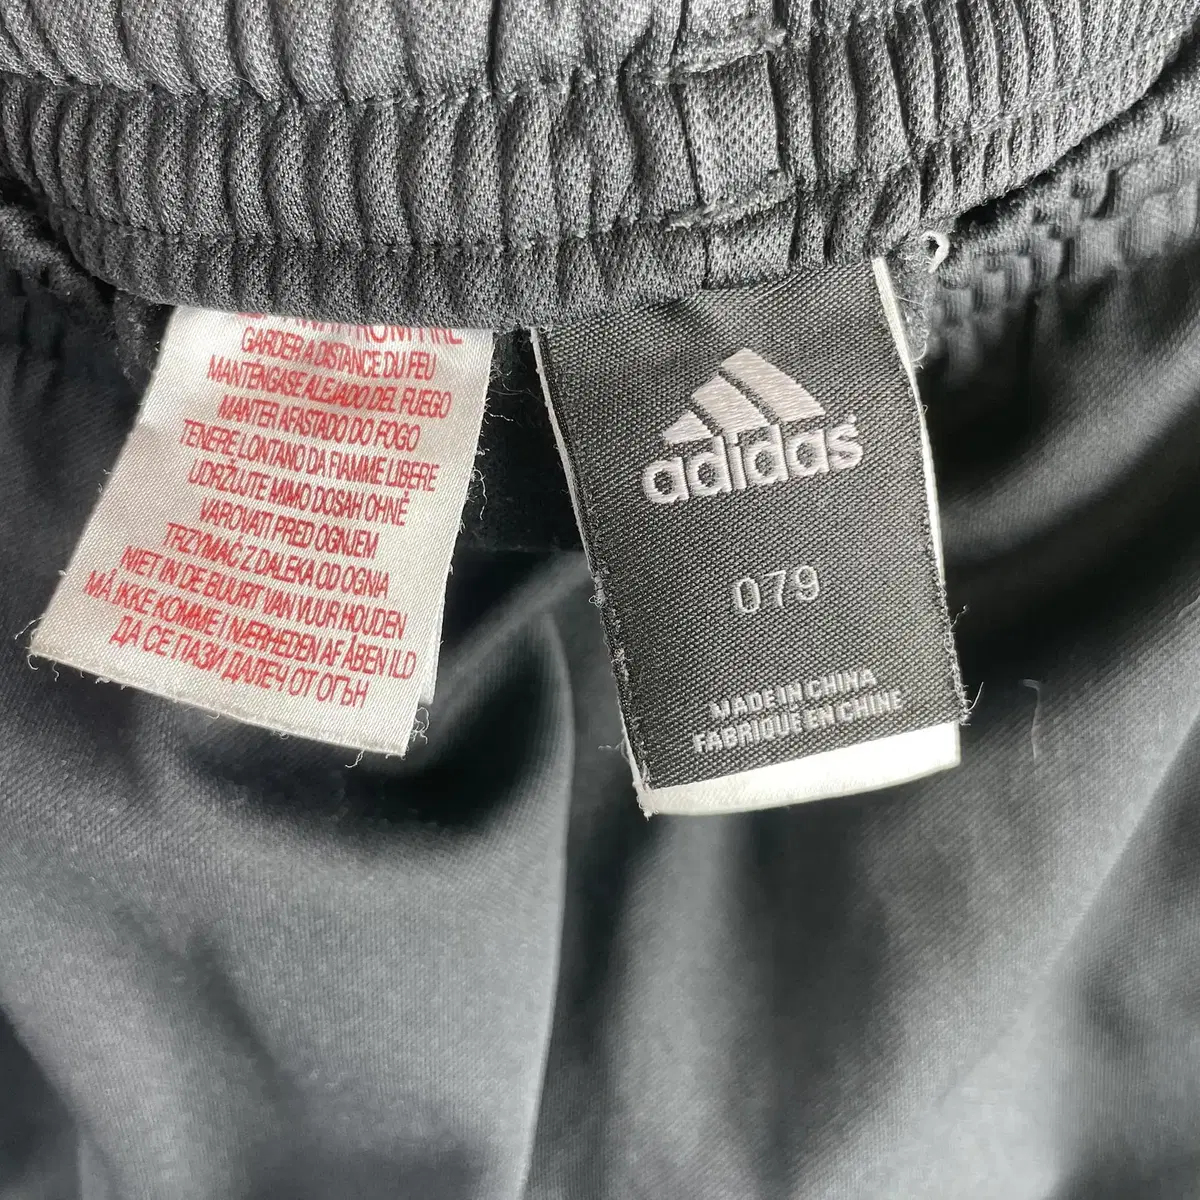 GARDER A DISTANCE DU FEU
MANTENGASE ALEJADO DEL FUEGO
MANTER AFASTADO DO FOGO
TENERE LONTANO DA FIAMME LIBERE
UDRŽUJTE MIMO DOSAH OHNĚ
VAROVATI PRED OGNJEM
TRZYMAĆ Z DALEKA OD OGNIA
NIET IN DE BUURT VAN VUUR HOUDEN
MÅ IKKE KOMME I NÆRHEDEN AF ÅBEN ILD
ДА СЕ ПАЗИ ДАЛЕЧ ОТ ОГЪН
adidas
079
MADE IN CHINA
FABRIQUE EN CHINE